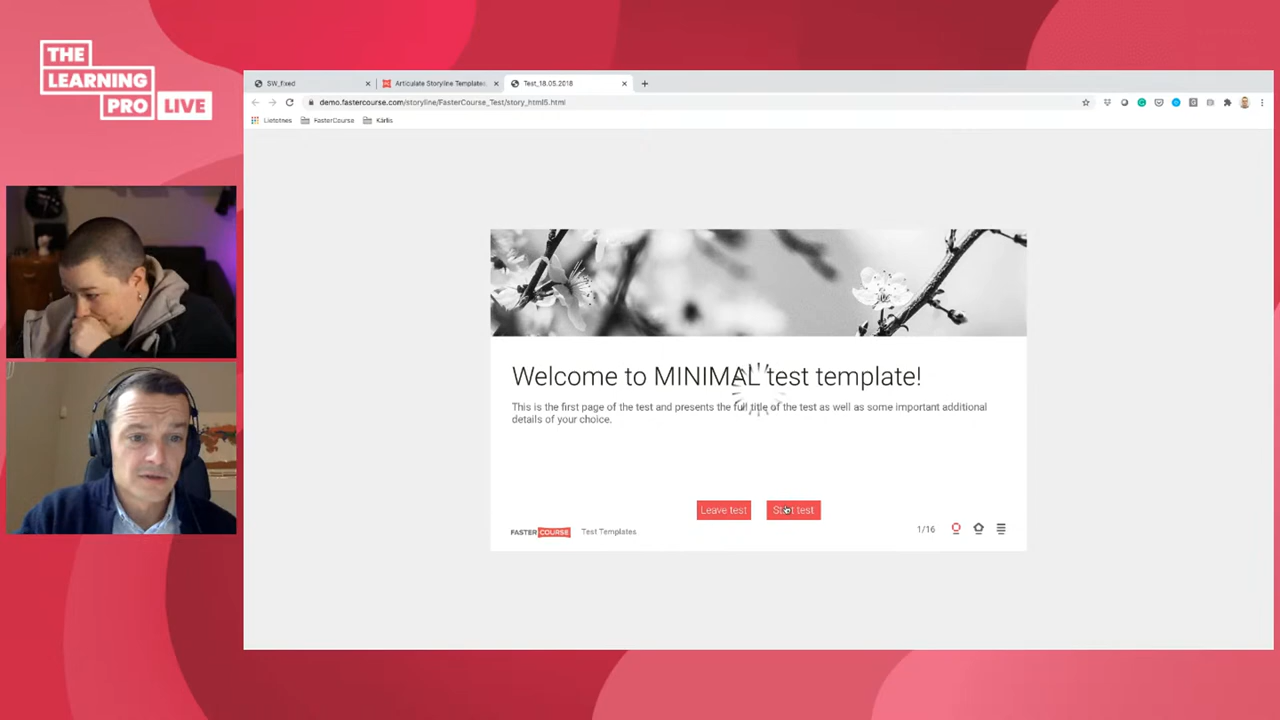 THE
LEARNING
PRO LIVE
SW_fixed
Articulate Storyline Templates,
Test_18.05.2018
demo.fastercourse.com/storyline/FasterCourse_Test/story_html5.html
Lietotnes
FasterCourse
Kārlis
Welcome to MINIMAL test template!
This is the first page of the test and presents the full title of the test as well as some important additional
details of your choice.
Leave test
Start test
FASTERCOURSE
Test Templates
1/16